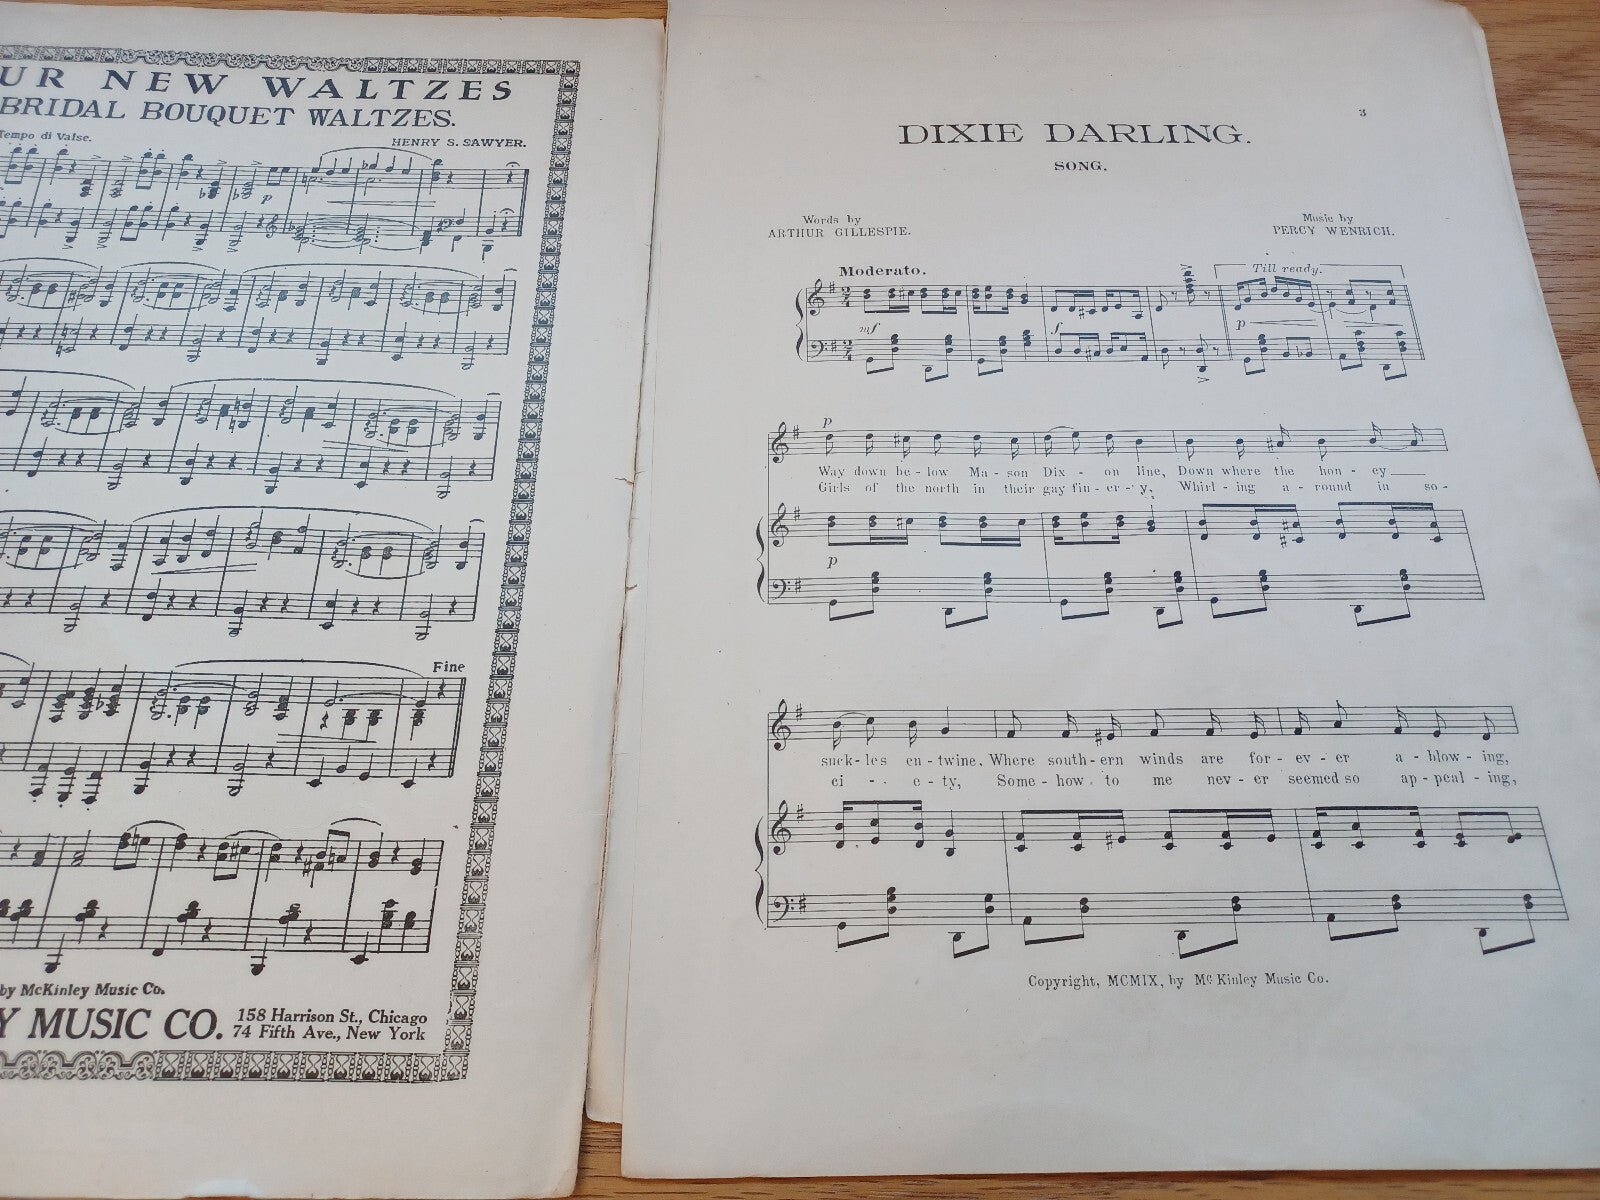 UR NEW WALTZES
BRIDAL BOUQUET WALTZES.
Tempo di Valse.
HENRY S. SAWYER.
p
Fine
by McKinley Music Co.
Y MUSIC CO.
158 Harrison St., Chicago
74 Fifth Ave., New York
3
DIXIE DARLING.
SONG.
Words by
ARTHUR GILLESPIE.
Music by
PERCY WENRICH.
Moderato.
Till ready.
mf
f
p
p
Way down be - low Ma - son Dix - on line, Down where the hon - ey
Girls of the north in their gay fin - er - y, Whirl - ing a - round in so -
p
suck - les en - twine. Where south - ern winds are for - ev - er a - blow - ing,
ci - e - ty, Some - how to me nev - er seemed so ap - peal - ing,
Copyright, MCMIX, by Mc Kinley Music Co.